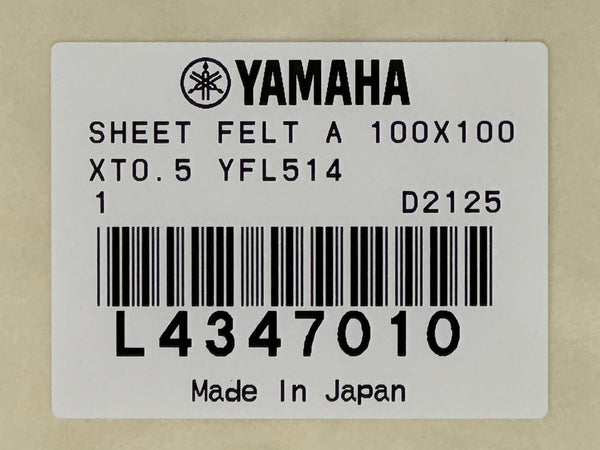 YAMAHA
SHEET FELT A 100X100
XT0.5 YFL514
1 D2125
L4347010
Made In Japan